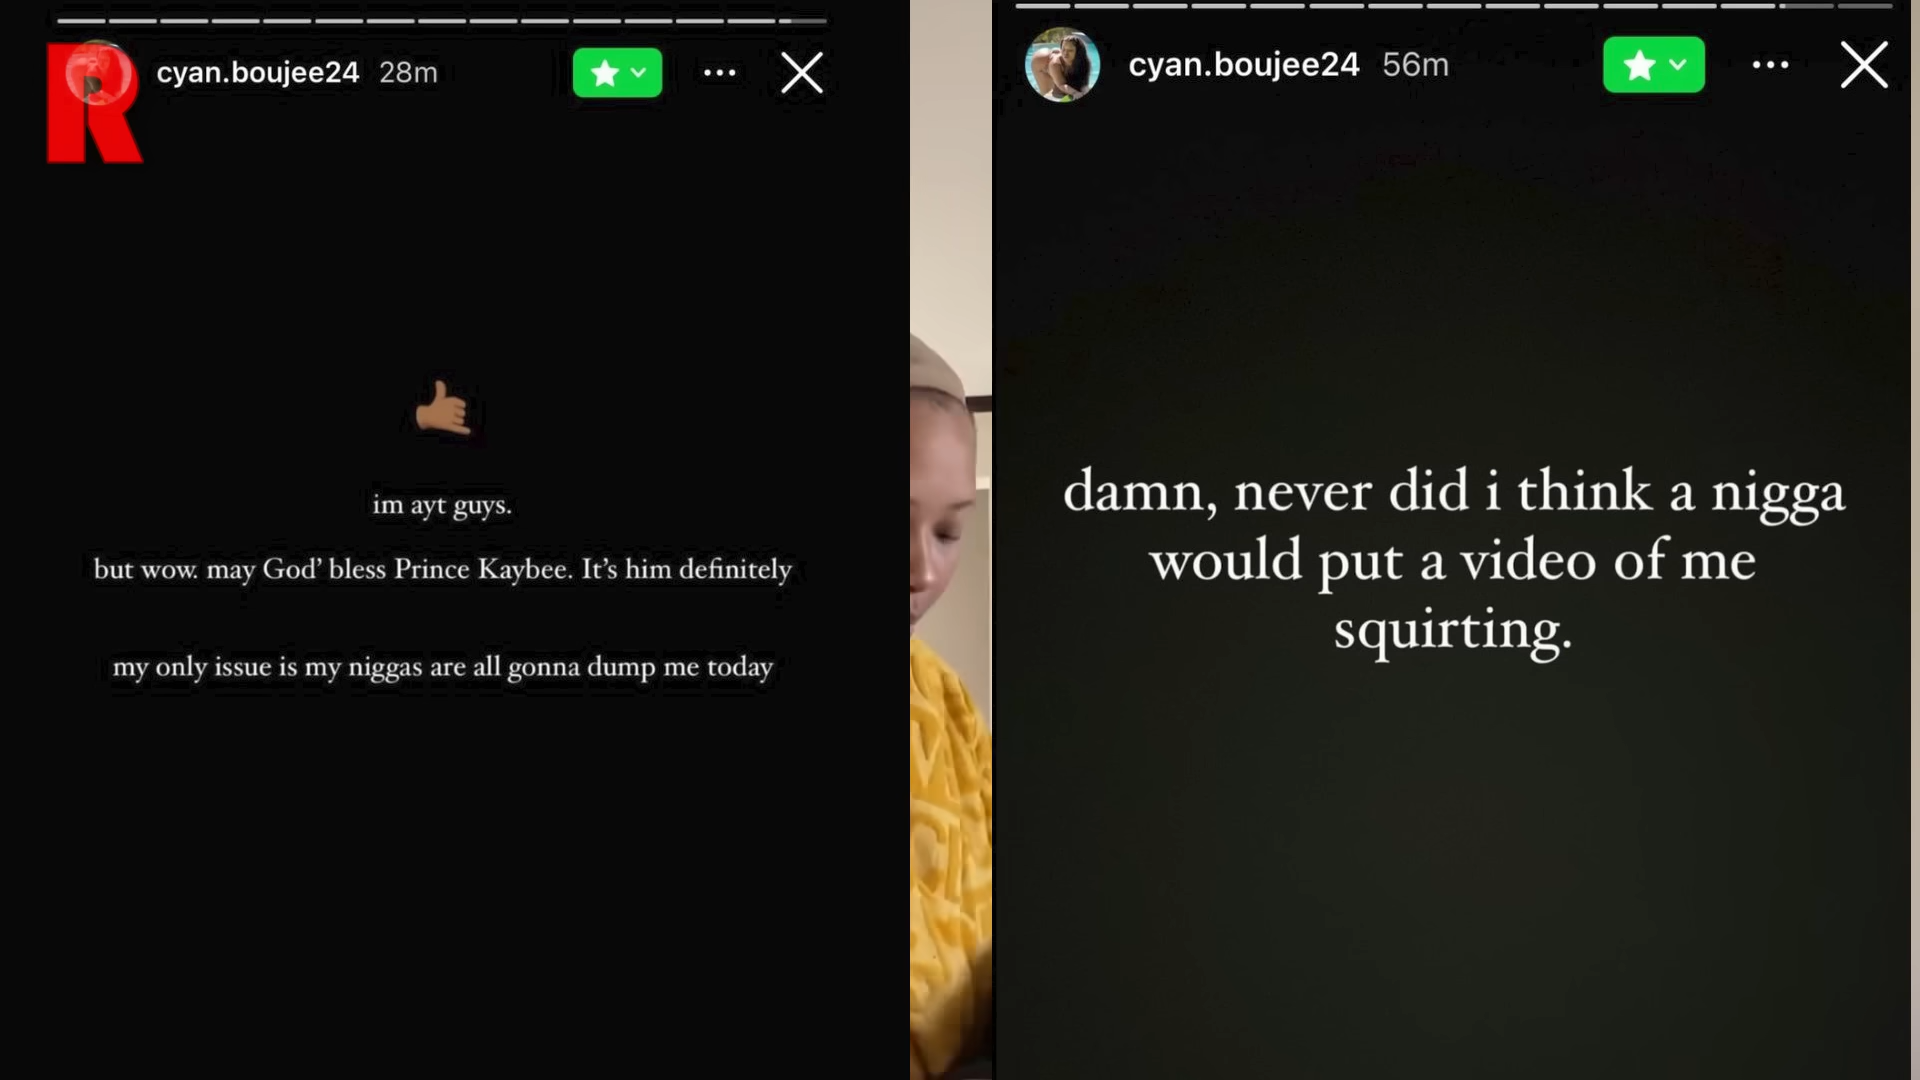 R
cyan.boujee24 28m
im ayt guys.
but wow. may God' bless Prince Kaybee. It's him definitely
my only issue is my niggas are all gonna dump me today
cyan.boujee24 56m
damn, never did i think a nigga
would put a video of me
squirting.